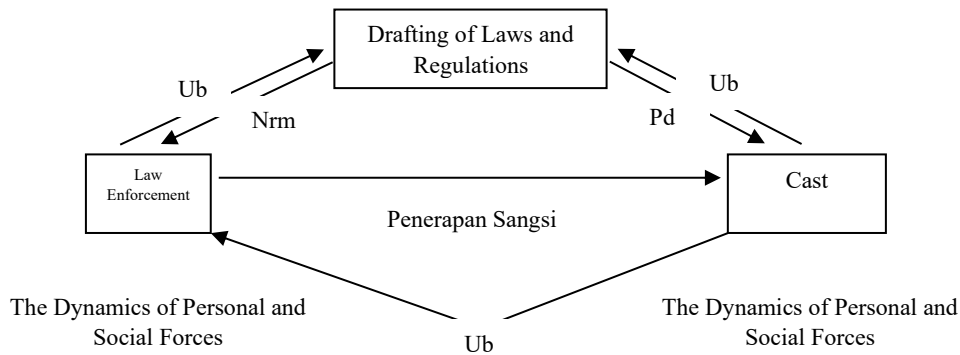 Drafting of Laws and
Regulations
Ub
Ub
Nrm
Pd
Law
Enforcement
Cast
Penerapan Sangsi
The Dynamics of Personal and
Social Forces
The Dynamics of Personal and
Social Forces
Ub